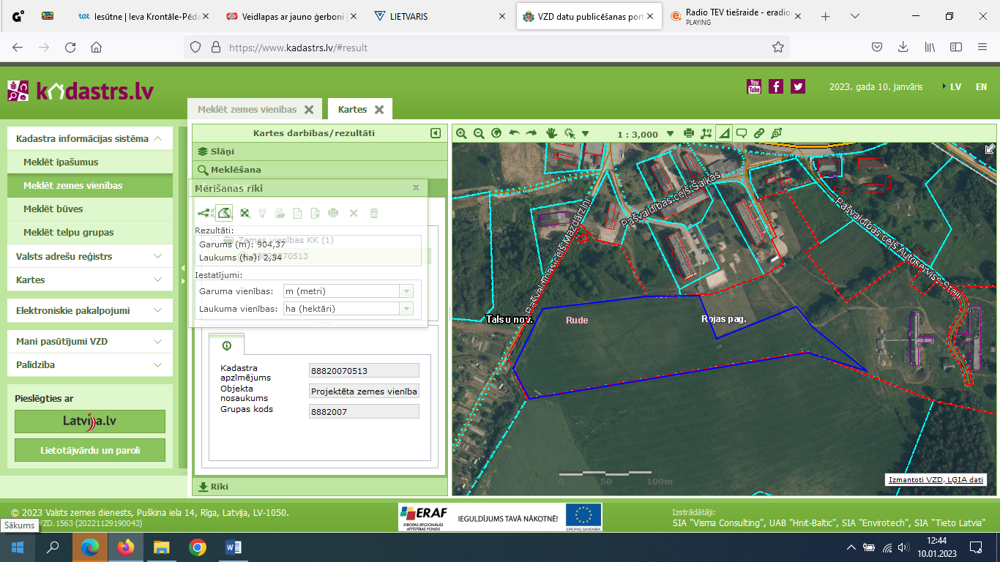 tet Iesūtne | Ieva Krontāle-Pēda
Veidlapas ar jauno ģerboni |
LIETVARIS
VZD datu publicēšanas port
Radio TEV tiešraide - eradio.
PLAYING
https://www.kadastrs.lv/#result
kadastrs.lv
You Tube
2023. gada 10. janvāris
LV
EN
Meklēt zemes vienības
Kartes
Kadastra informācijas sistēma
Meklēt īpašumus
Meklēt zemes vienības
Meklēt būves
Meklēt telpu grupas
Valsts adrešu reģistrs
Kartes
Elektroniskie pakalpojumi
Mani pasūtījumi VZD
Palīdzība
Pieslēgties ar
Latvija.lv
Lietotājvārdu un paroli
Kartes darbības/rezultāti
Slāņi
Meklēšana
Mērīšanas rīki
Rezultāti:
Zemes vienības KK (1)
Garums (m): 904,37
Laukums (ha): 2,34
Iestatījumi:
Garuma vienības: m (metri)
Laukuma vienības: ha (hektāri)
Kadastra apzīmējums
88820070513
Objekta nosaukums
Projektēta zemes vienība
Grupas kods
8882007
Rīki
1 : 3,000
Pašvaldības ceļš Mazdārziņi
Pašvaldības ceļš Šalkas
Pašvaldības ceļš Autoserviss-Straļļi
Talsu nov.
Rude
Rojas pag.
0 50 100m
Izmantoti VZD, LĢIA dati
© 2023 Valsts zemes dienests, Puškina iela 14, Rīga, Latvija, LV-1050.
VZD.1563 (20221129190043)
Sākums
ERAF
EIROPAS REĢIONĀLĀS ATTĪSTĪBAS FONDS
IEGULDĪJUMS TAVĀ NĀKOTNĒ!
EIROPAS SAVIENĪBA
Izstrādātāji:
SIA "Visma Consulting", UAB "Hnit-Baltic", SIA "Envirotech", SIA "Tieto Latvia"
12:44
10.01.2023